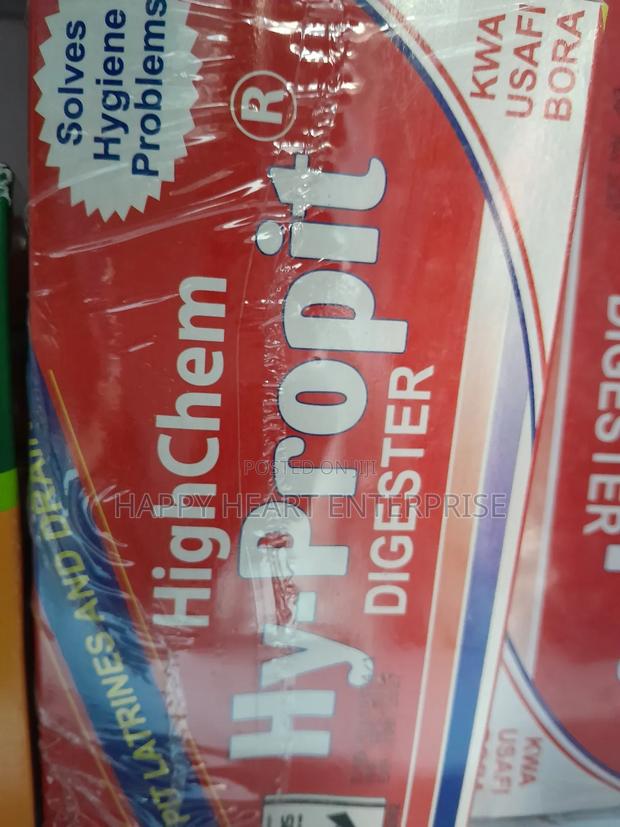 Solves
Hygiene
Problems
KWA
USAFI
BORA
HighChem
Hy-Propit®
DIGESTER
PIT LATRINES AND
DIGESTER
KWA
USAFI
POSTED ON JIJI
HAPPY HEART ENTERPRISE